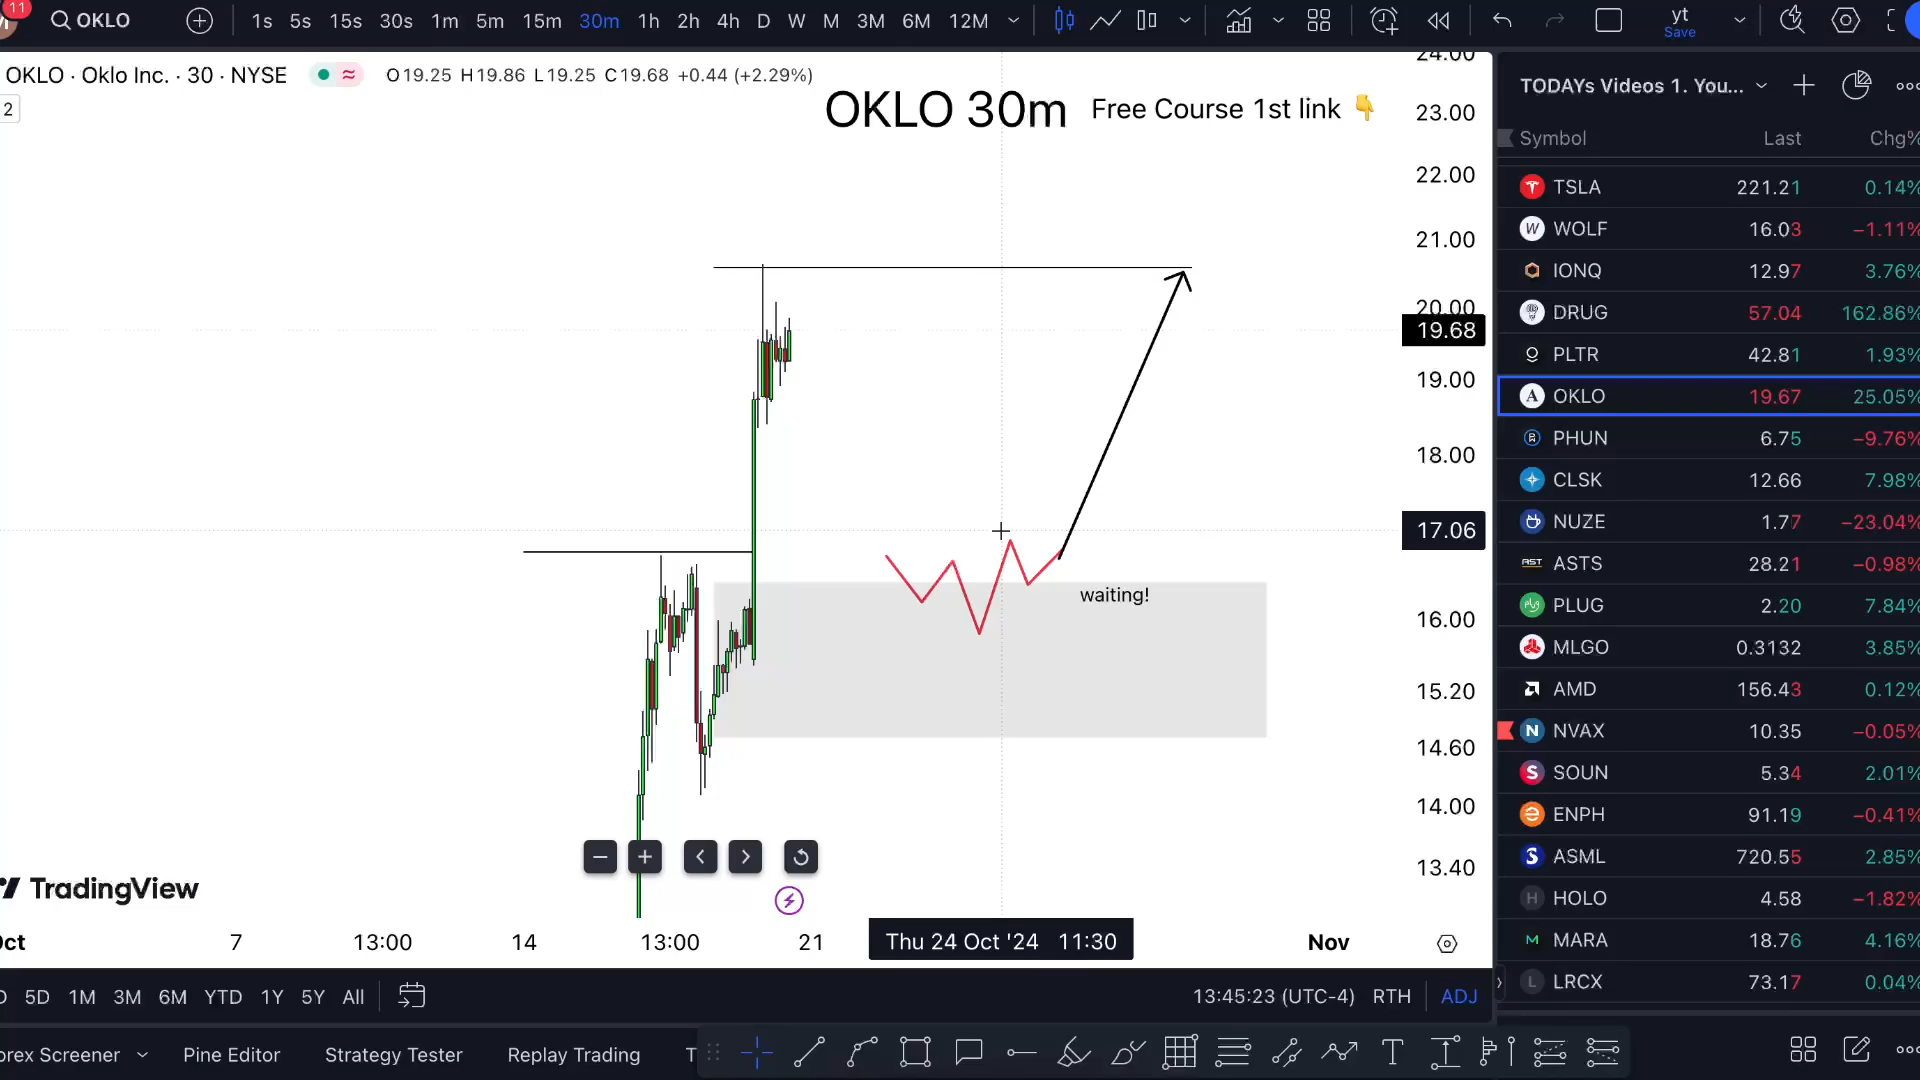 11
OKLO
1s 5s 15s 30s 1m 5m 15m 30m 1h 2h 4h D W M 3M 6M 12M
yt
Save
OKLO · Oklo Inc. · 30 · NYSE
O19.25 H19.86 L19.25 C19.68 +0.44 (+2.29%)
2
OKLO 30m
Free Course 1st link 👇
24.00
23.00
22.00
21.00
20.00
19.68
19.00
18.00
17.06
16.00
15.20
14.60
14.00
13.40
waiting!
TradingView
Oct 7 13:00 14 13:00 21 Thu 24 Oct '24 11:30 Nov
5D 1M 3M 6M YTD 1Y 5Y All
13:45:23 (UTC-4) RTH ADJ
orex Screener Pine Editor Strategy Tester Replay Trading T
TODAYs Videos 1. You...
Symbol Last Chg%
TSLA 221.21 0.14%
WOLF 16.03 −1.11%
IONQ 12.97 3.76%
DRUG 57.04 162.86%
PLTR 42.81 1.93%
OKLO 19.67 25.05%
PHUN 6.75 −9.76%
CLSK 12.66 7.98%
NUZE 1.77 −23.04%
ASTS 28.21 −0.98%
PLUG 2.20 7.84%
MLGO 0.3132 3.85%
AMD 156.43 0.12%
NVAX 10.35 −0.05%
SOUN 5.34 2.01%
ENPH 91.19 −0.41%
ASML 720.55 2.85%
HOLO 4.58 −1.82%
MARA 18.76 4.16%
LRCX 73.17 0.04%